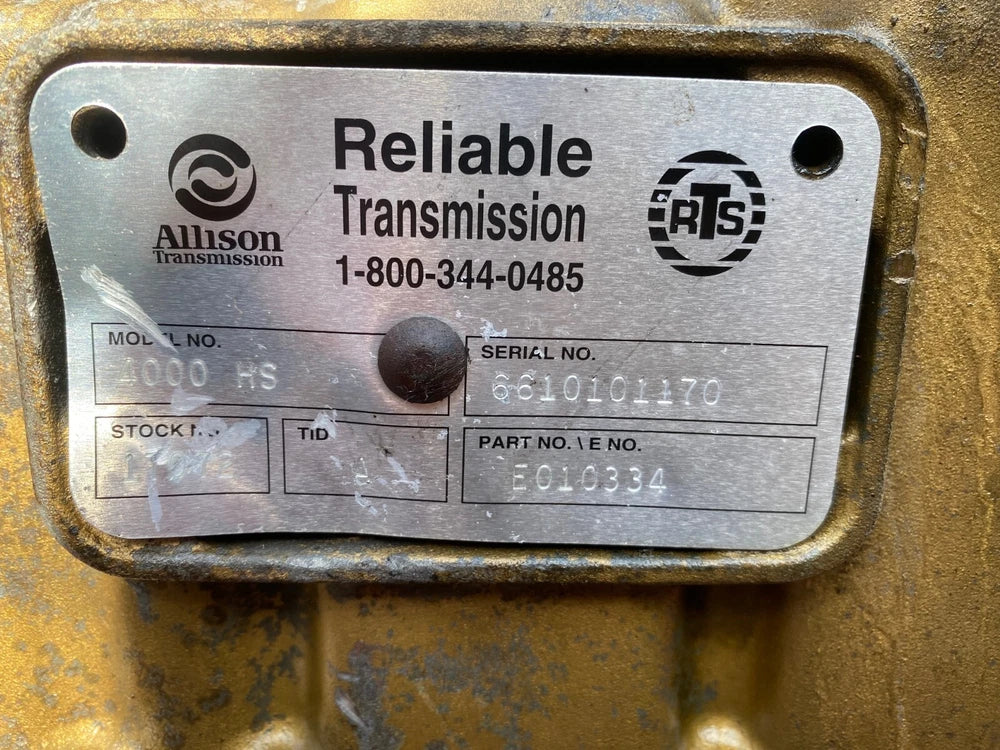 Reliable
Transmission
1-800-344-0485
Allison
Transmission
RTS
MODEL NO.
4000 HS
SERIAL NO.
6610101170
STOCK
TID
A
PART NO. \ E NO.
E010334